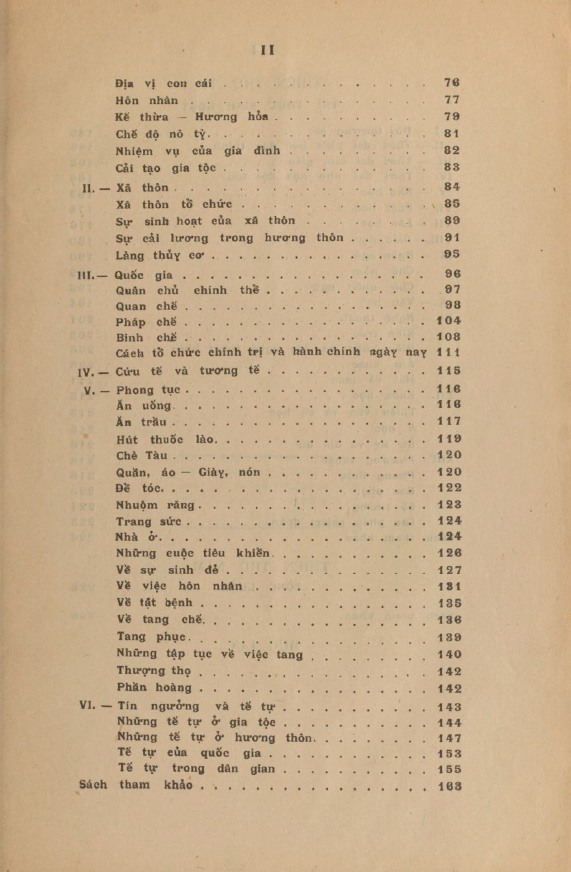 II
Địa vị con cái . . . . . . . . . . . . . 76
Hôn nhân . . . . . . . . . . . . . . . 77
Kế thừa — Hương hỏa . . . . . . . . . . 79
Chế độ nô tỳ. . . . . . . . . . . . . . 81
Nhiệm vụ của gia đình . . . . . . . . . 82
Cải tạo gia tộc . . . . . . . . . . . . . 83
II. — Xã thôn . . . . . . . . . . . . . . . . 84
Xã thôn tổ chức . . . . . . . . . . . . 85
Sự sinh hoạt của xã thôn . . . . . . . . 89
Sự cải lương trong hương thôn . . . . . . 91
Làng thủy cơ . . . . . . . . . . . . . . 95
III. — Quốc gia . . . . . . . . . . . . . . . . 96
Quân chủ chính thể . . . . . . . . . . . 97
Quan chế . . . . . . . . . . . . . . . . 98
Pháp chế . . . . . . . . . . . . . . . . 104
Binh chế . . . . . . . . . . . . . . . . 108
Cách tổ chức chính trị và hành chính ngày nay 111
IV. — Cứu tế và tương tế . . . . . . . . . . . 115
V. — Phong tục . . . . . . . . . . . . . . . . 116
Ăn uống. . . . . . . . . . . . . . . . . 116
Ăn trầu . . . . . . . . . . . . . . . . . 117
Hút thuốc lào. . . . . . . . . . . . . . 119
Chè Tàu . . . . . . . . . . . . . . . . . 120
Quần, áo — Giày, nón . . . . . . . . . . 120
Để tóc. . . . . . . . . . . . . . . . . . 122
Nhuộm răng . . . . . . . . . . . . . . . 123
Trang sức . . . . . . . . . . . . . . . . 124
Nhà ở. . . . . . . . . . . . . . . . . . 124
Những cuộc tiêu khiển. . . . . . . . . . 126
Về sự sinh đẻ . . . . . . . . . . . . . 127
Về việc hôn nhân . . . . . . . . . . . . 131
Về tật bệnh . . . . . . . . . . . . . . . 135
Về tang chế. . . . . . . . . . . . . . . 136
Tang phục. . . . . . . . . . . . . . . . 139
Những tập tục về việc tang . . . . . . . 140
Thượng thọ . . . . . . . . . . . . . . . 142
Phần hoàng . . . . . . . . . . . . . . . 142
VI. — Tín ngưởng và tế tự . . . . . . . . . . 143
Những tế tự ở gia tộc . . . . . . . . . . 144
Những tế tự ở hương thôn. . . . . . . . . 147
Tế tự của quốc gia . . . . . . . . . . . 153
Tế tự trong dân gian . . . . . . . . . . 155
Sách tham khảo . . . . . . . . . . . . . . . 163